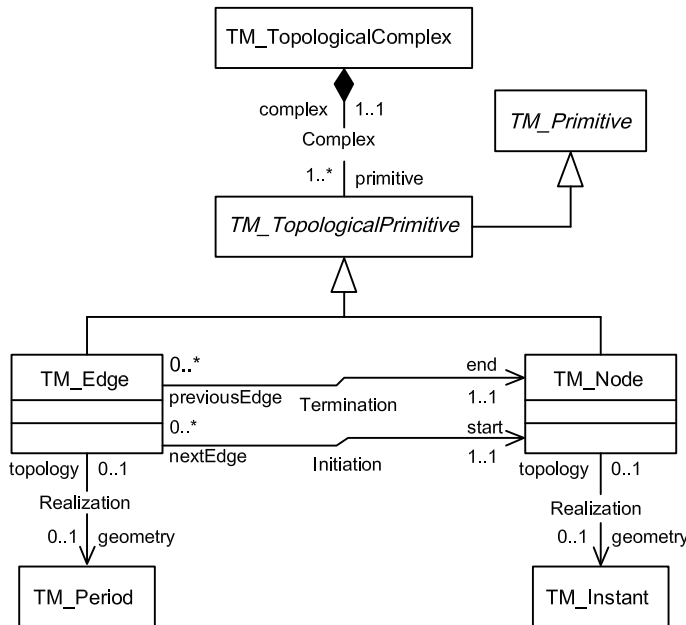 TM_TopologicalComplex
complex 1..1
Complex
TM_Primitive
1..* primitive
TM_TopologicalPrimitive
TM_Edge
0..*
previousEdge
Termination
end
1..1
TM_Node
0..*
nextEdge
Initiation
start
1..1
topology 0..1
Realization
0..1 geometry
TM_Period
topology 0..1
Realization
0..1 geometry
TM_Instant